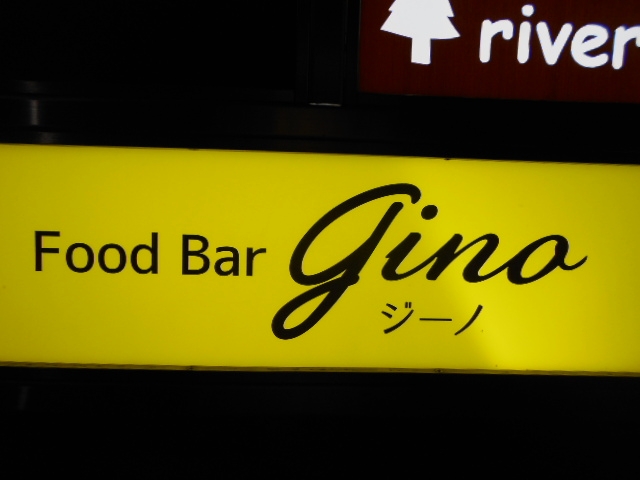 river
Food Bar Gino
ジーノ